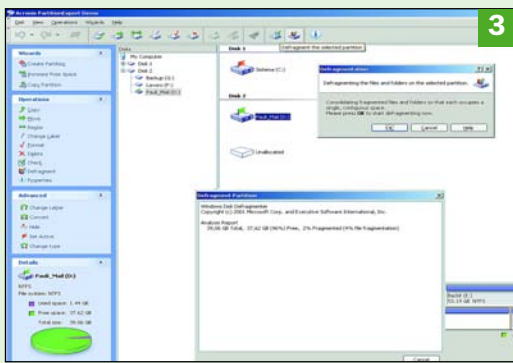 3
Acronis PartitionExpert Server
Disk View Operations Wizards Help
Wizards
Create Partition
Increase Free Space
Copy Partition
Operations
Copy
Move
Resize
Change Label
Format
Delete
Check
Defragment
Properties
Advanced
Change Letter
Convert
Hide
Set Active
Change type
Details
NTFS
File system: NTFS
Used space: 1.44 GB
Free space: 37.62 GB
Total size: 39.06 GB
Disks
My Computer
Disk 1
Disk 2
Backup (G:)
Lavoro (F:)
Disk 1
Defragment the selected partition
Sistema (C:)
Disk 2
Unallocated
Defragmentation
Defragmenting the files and folders on the selected partition.
Consolidating fragmented files and folders so that each occupies a
single, contiguous space.
Please press OK to start defragmenting now.
OK Cancel Help
Defragment Partition
Windows Disk Defragmenter
Copyright (c) 2001 Microsoft Corp. and Executive Software International, Inc.
Analysis Report
39,06 GB Total, 37,62 GB (96%) Free, 2% Fragmented (4% file fragmentation)
Cancel